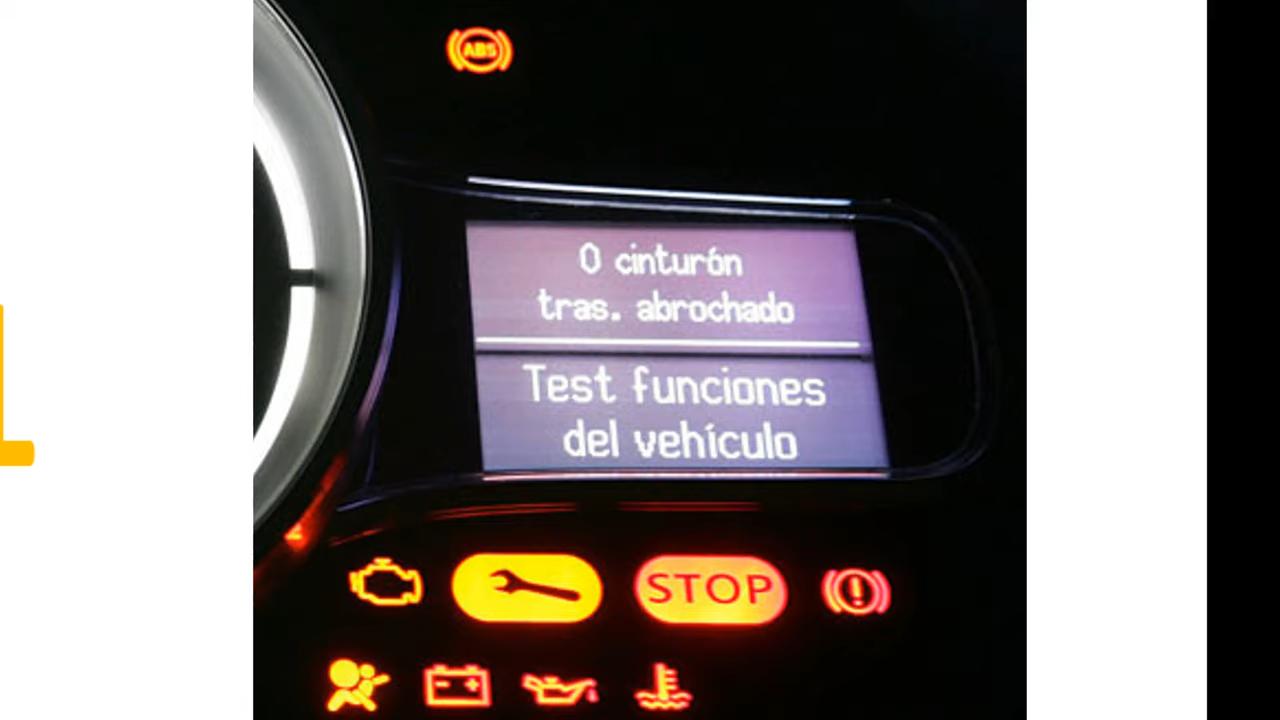 ABS
0 cinturón
tras. abrochado
Test funciones
del vehículo
STOP